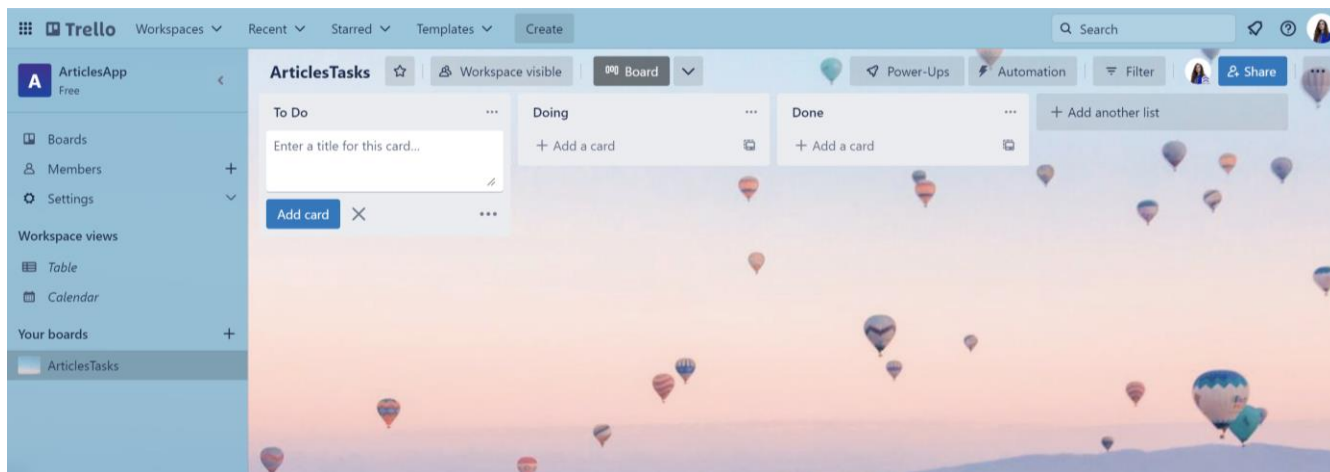 Trello Workspaces Recent Starred Templates Create Search
A ArticlesApp
Free
ArticlesTasks Workspace visible Board Power-Ups Automation Filter Share
Boards
Members
Settings
Workspace views
Table
Calendar
Your boards
ArticlesTasks
To Do
Enter a title for this card...
Add card
Doing
+ Add a card
Done
+ Add a card
+ Add another list